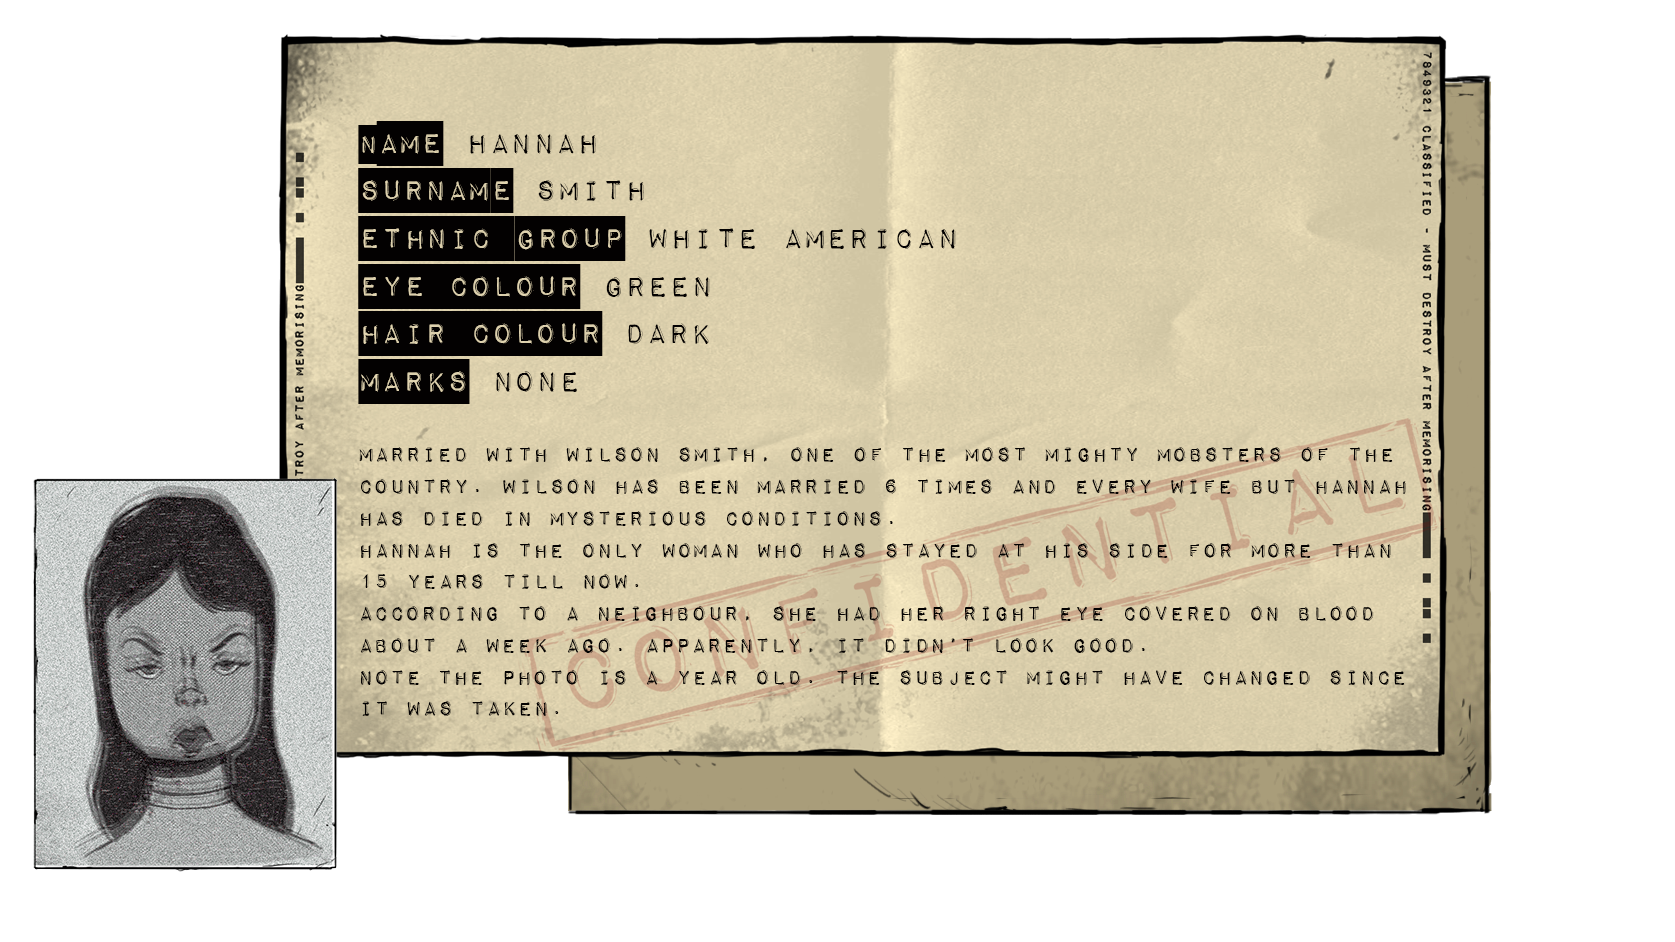 NAME HANNAH
SURNAME SMITH
ETHNIC GROUP WHITE AMERICAN
EYE COLOUR GREEN
HAIR COLOUR DARK
MARKS NONE
MARRIED WITH WILSON SMITH, ONE OF THE MOST MIGHTY MOBSTERS OF THE
COUNTRY. WILSON HAS BEEN MARRIED 6 TIMES AND EVERY WIFE BUT HANNAH
HAS DIED IN MYSTERIOUS CONDITIONS.
HANNAH IS THE ONLY WOMAN WHO HAS STAYED AT HIS SIDE FOR MORE THAN
15 YEARS TILL NOW.
ACCORDING TO A NEIGHBOUR, SHE HAD HER RIGHT EYE COVERED ON BLOOD
ABOUT A WEEK AGO. APPARENTLY, IT DIDN'T LOOK GOOD.
NOTE THE PHOTO IS A YEAR OLD. THE SUBJECT MIGHT HAVE CHANGED SINCE
IT WAS TAKEN.
CONFIDENTIAL
TROY AFTER MEMORISING
7849321 CLASSIFIED - MUST DESTROY AFTER MEMORISING